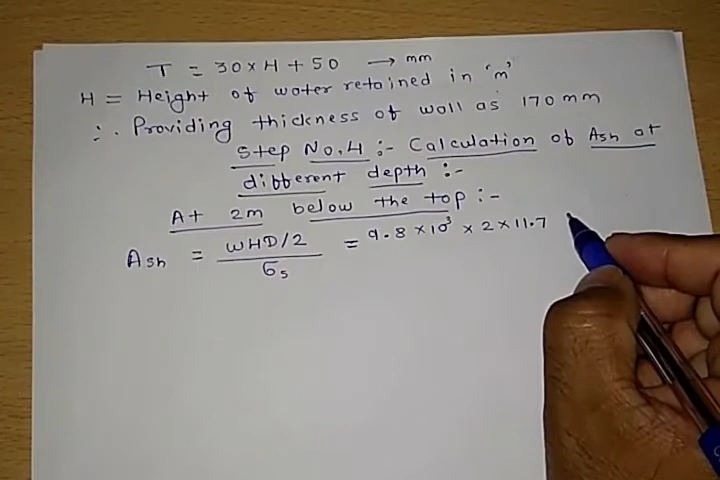 T = 30 × H + 50 → mm
H = Height of water retained in 'm'
∴ Providing thickness of wall as 170 mm
Step No.4 :- Calculation of Ash at
different depth :-
At 2m below the top :-
Ash = WHD/2 / σs = 9.8 × 10³ × 2 × 11.7